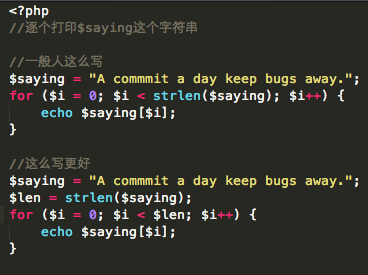 <?php
//逐个打印$saying这个字符串
//一般人这么写
$saying = "A commmit a day keep bugs away.";
for ($i = 0; $i < strlen($saying); $i++) {
echo $saying[$i];
}
//这么写更好
$saying = "A commmit a day keep bugs away.";
$len = strlen($saying);
for ($i = 0; $i < $len; $i++) {
echo $saying[$i];
}